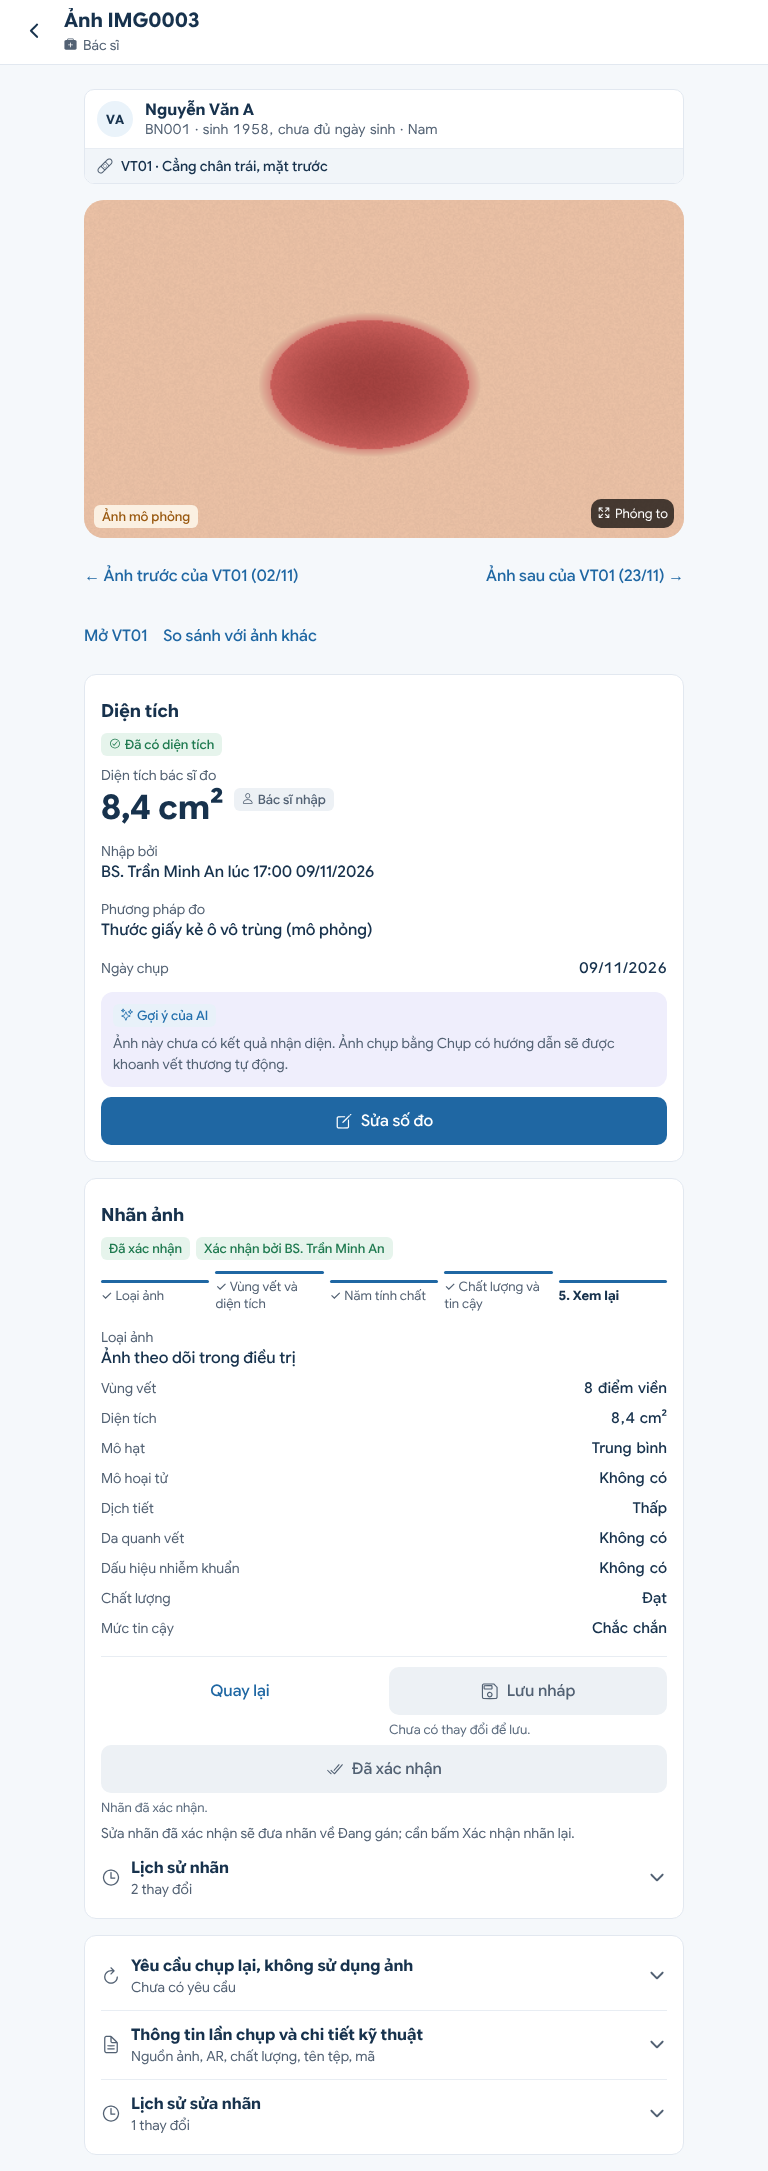 Ảnh IMG0003
Bác sĩ
VA
Nguyễn Văn A
BN001 · sinh 1958, chưa đủ ngày sinh · Nam
VT01 · Cẳng chân trái, mặt trước
Ảnh mô phỏng
Phóng to
← Ảnh trước của VT01 (02/11)
Ảnh sau của VT01 (23/11) →
Mở VT01
So sánh với ảnh khác
Diện tích
Đã có diện tích
Diện tích bác sĩ đo
8,4 cm²
Bác sĩ nhập
Nhập bởi
BS. Trần Minh An lúc 17:00 09/11/2026
Phương pháp đo
Thước giấy kẻ ô vô trùng (mô phỏng)
Ngày chụp
09/11/2026
Gợi ý của AI
Ảnh này chưa có kết quả nhận diện. Ảnh chụp bằng Chụp có hướng dẫn sẽ được
khoanh vết thương tự động.
Sửa số đo
Nhãn ảnh
Đã xác nhận
Xác nhận bởi BS. Trần Minh An
✓ Loại ảnh
✓ Vùng vết và
diện tích
✓ Năm tính chất
✓ Chất lượng và
tin cậy
5. Xem lại
Loại ảnh
Ảnh theo dõi trong điều trị
Vùng vết
8 điểm viền
Diện tích
8,4 cm²
Mô hạt
Trung bình
Mô hoại tử
Không có
Dịch tiết
Thấp
Da quanh vết
Không có
Dấu hiệu nhiễm khuẩn
Không có
Chất lượng
Đạt
Mức tin cậy
Chắc chắn
Quay lại
Lưu nháp
Chưa có thay đổi để lưu.
Đã xác nhận
Nhãn đã xác nhận.
Sửa nhãn đã xác nhận sẽ đưa nhãn về Đang gán; cần bấm Xác nhận nhãn lại.
Lịch sử nhãn
2 thay đổi
Yêu cầu chụp lại, không sử dụng ảnh
Chưa có yêu cầu
Thông tin lần chụp và chi tiết kỹ thuật
Nguồn ảnh, AR, chất lượng, tên tệp, mã
Lịch sử sửa nhãn
1 thay đổi